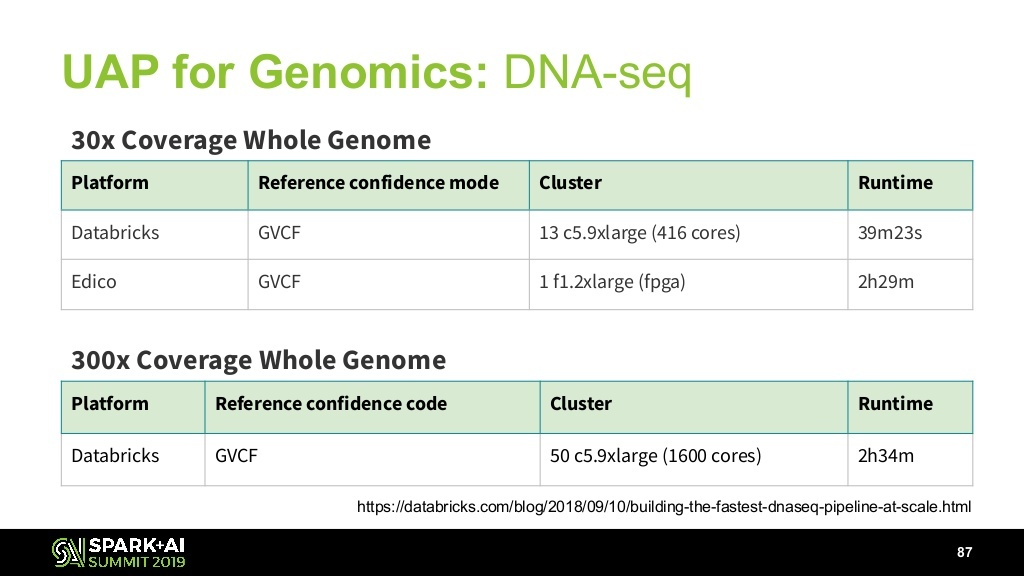 UAP for Genomics: DNA-seq
30x Coverage Whole Genome
Platform Reference confidence mode Cluster Runtime
Databricks GVCF 13 c5.9xlarge (416 cores) 39m23s
Edico GVCF 1 f1.2xlarge (fpga) 2h29m
300x Coverage Whole Genome
Platform Reference confidence code Cluster Runtime
Databricks GVCF 50 c5.9xlarge (1600 cores) 2h34m
https://databricks.com/blog/2018/09/10/building-the-fastest-dnaseq-pipeline-at-scale.html
SPARK+AI
SUMMIT 2019
87